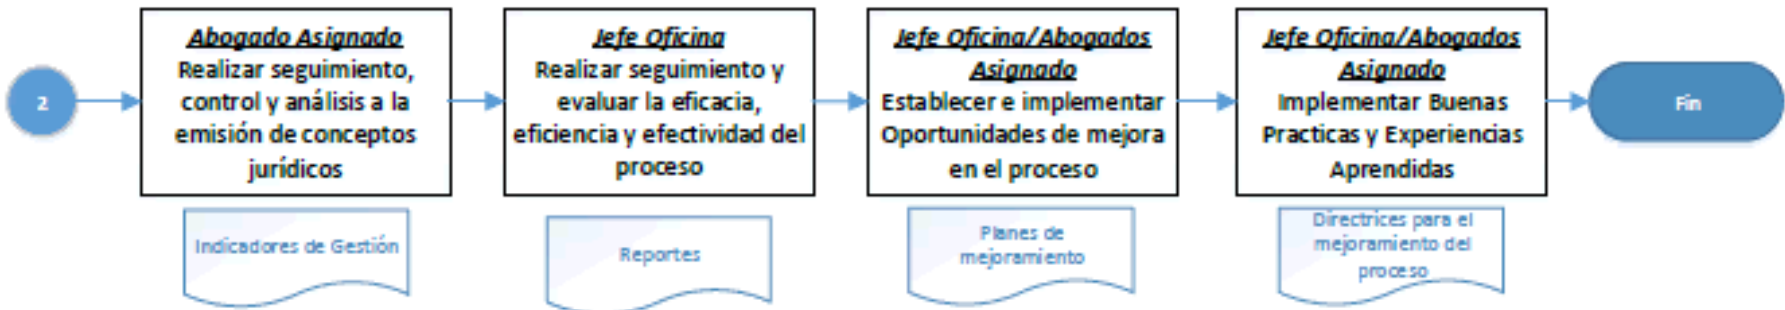 2
Abogado Asignado
Realizar seguimiento,
control y análisis a la
emisión de conceptos
jurídicos
Jefe Oficina
Realizar seguimiento y
evaluar la eficacia,
eficiencia y efectividad del
proceso
Jefe Oficina/Abogados
Asignado
Establecer e implementar
Oportunidades de mejora
en el proceso
Jefe Oficina/Abogados
Asignado
Implementar Buenas
Practicas y Experiencias
Aprendidas
Fin
Indicadores de Gestión
Reportes
Planes de
mejoramiento
Directrices para el
mejoramiento del
proceso